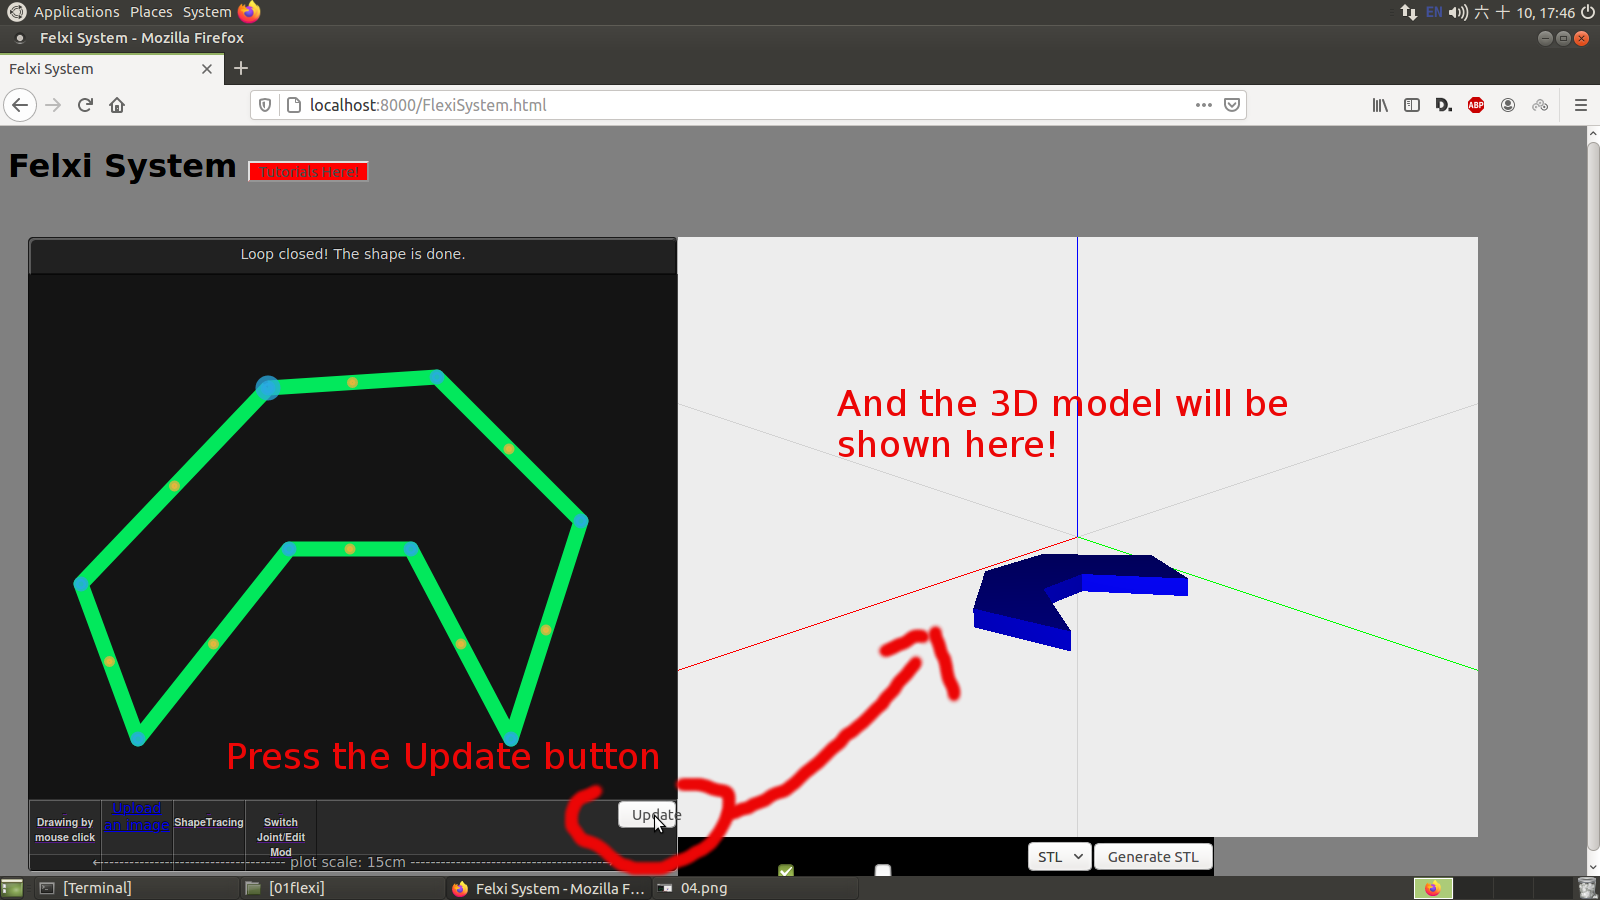 Applications Places System
EN 六 十 10, 17:46
Felxi System - Mozilla Firefox
Felxi System
localhost:8000/FlexiSystem.html
D.
ABP
Felxi System
Tutorials Here!
Loop closed! The shape is done.
And the 3D model will be
shown here!
Press the Update button
Drawing by
mouse click
Upload
an image
ShapeTracing
Switch
Joint/Edit
Mod
Update
plot scale: 15cm
STL
Generate STL
[Terminal]
[01flexi]
Felxi System - Mozilla F...
04.png